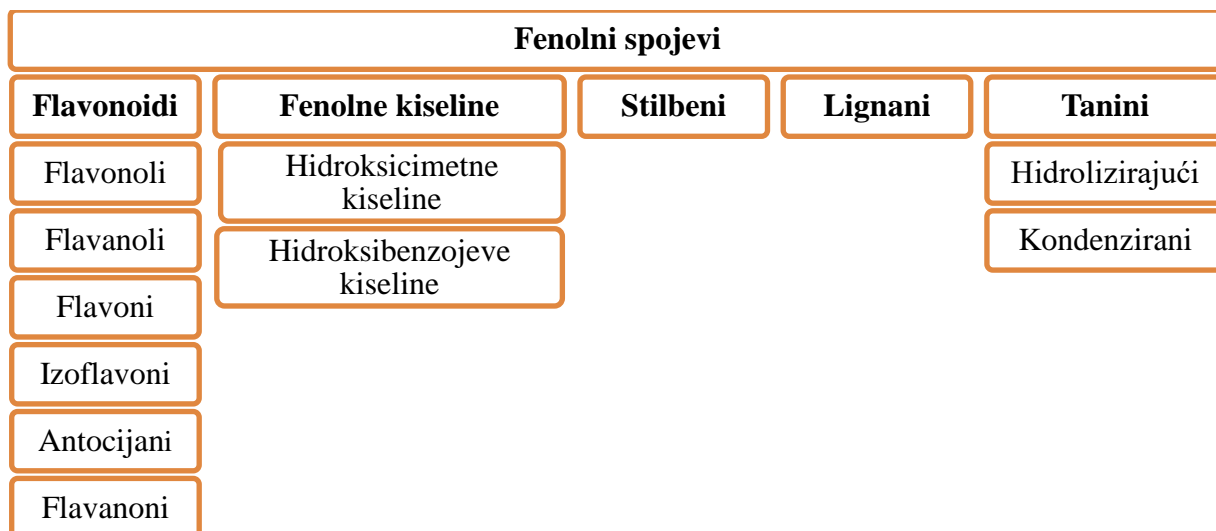 Fenolni spojevi
Flavonoidi
Fenolne kiseline
Stilbeni
Lignani
Tanini
Flavonoli
Hidroksicimetne
kiseline
Hidrolizirajući
Flavanoli
Hidroksibenzojeve
kiseline
Kondenzirani
Flavoni
Izoflavoni
Antocijani
Flavanoni